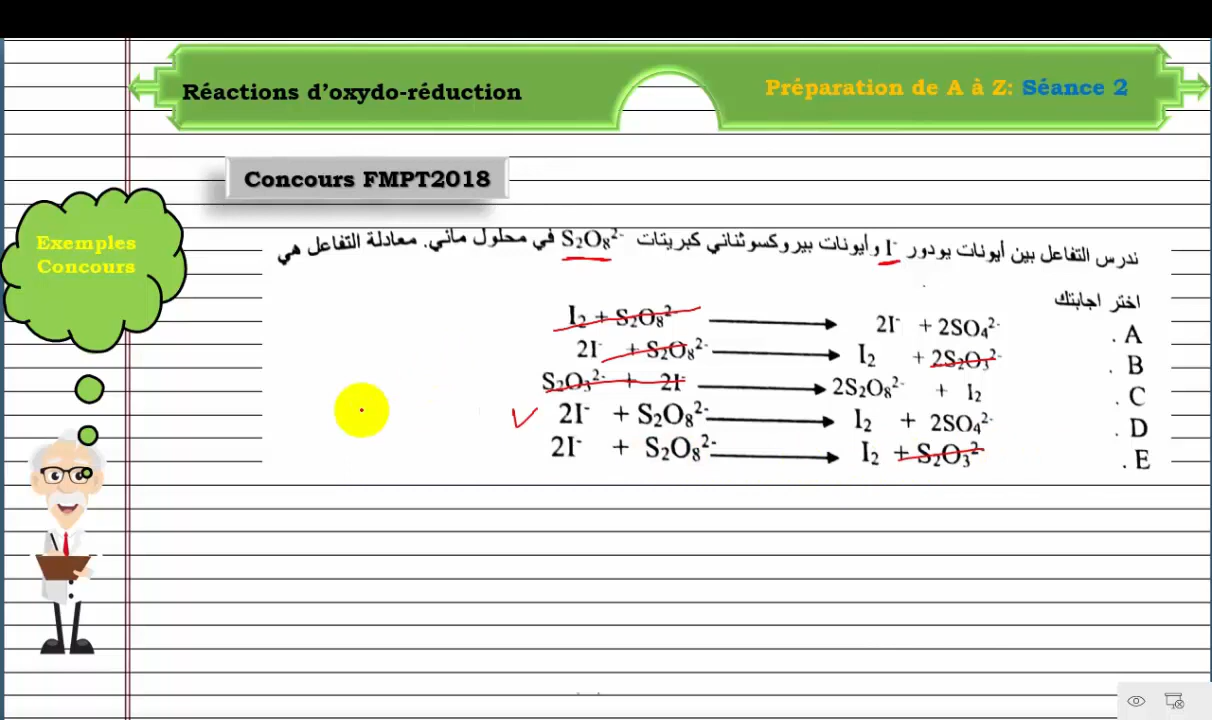 Réactions d’oxydo-réduction
Préparation de A à Z: Séance 2
Concours FMPT2018
Exemples
Concours
ندرس التفاعل بين أيونات يودور I⁻ وأيونات بيروكسوثنائي كبريتات S₂O₈²⁻ في محلول مائي. معادلة التفاعل هي
اختر اجابتك
I₂ + S₂O₈²⁻ ⟶ 2I⁻ + 2SO₄²⁻ .A
2I⁻ + S₂O₈²⁻ ⟶ I₂ + 2S₂O₃²⁻ .B
S₂O₃²⁻ + 2I⁻ ⟶ 2S₂O₈²⁻ + I₂ .C
2I⁻ + S₂O₈²⁻ ⟶ I₂ + 2SO₄²⁻ .D
2I⁻ + S₂O₈²⁻ ⟶ I₂ + S₂O₃²⁻ .E